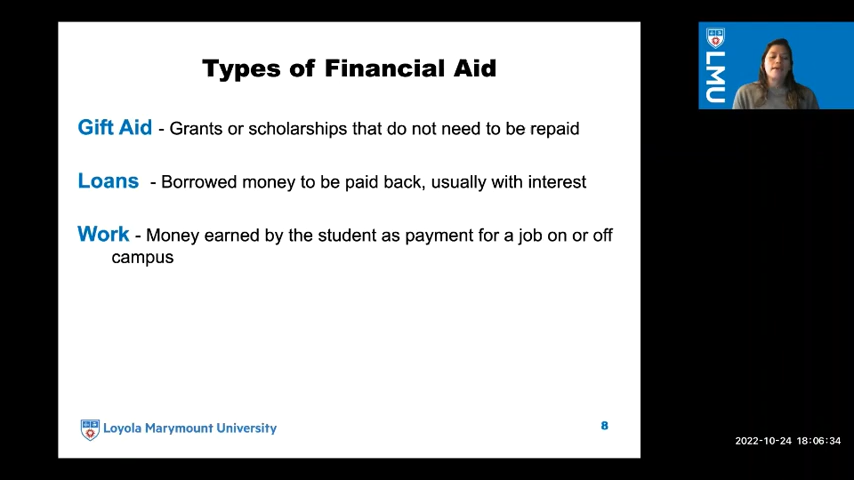 Types of Financial Aid
Gift Aid - Grants or scholarships that do not need to be repaid
Loans - Borrowed money to be paid back, usually with interest
Work - Money earned by the student as payment for a job on or off
campus
Loyola Marymount University
8
LMU
2022-10-24 18:06:34